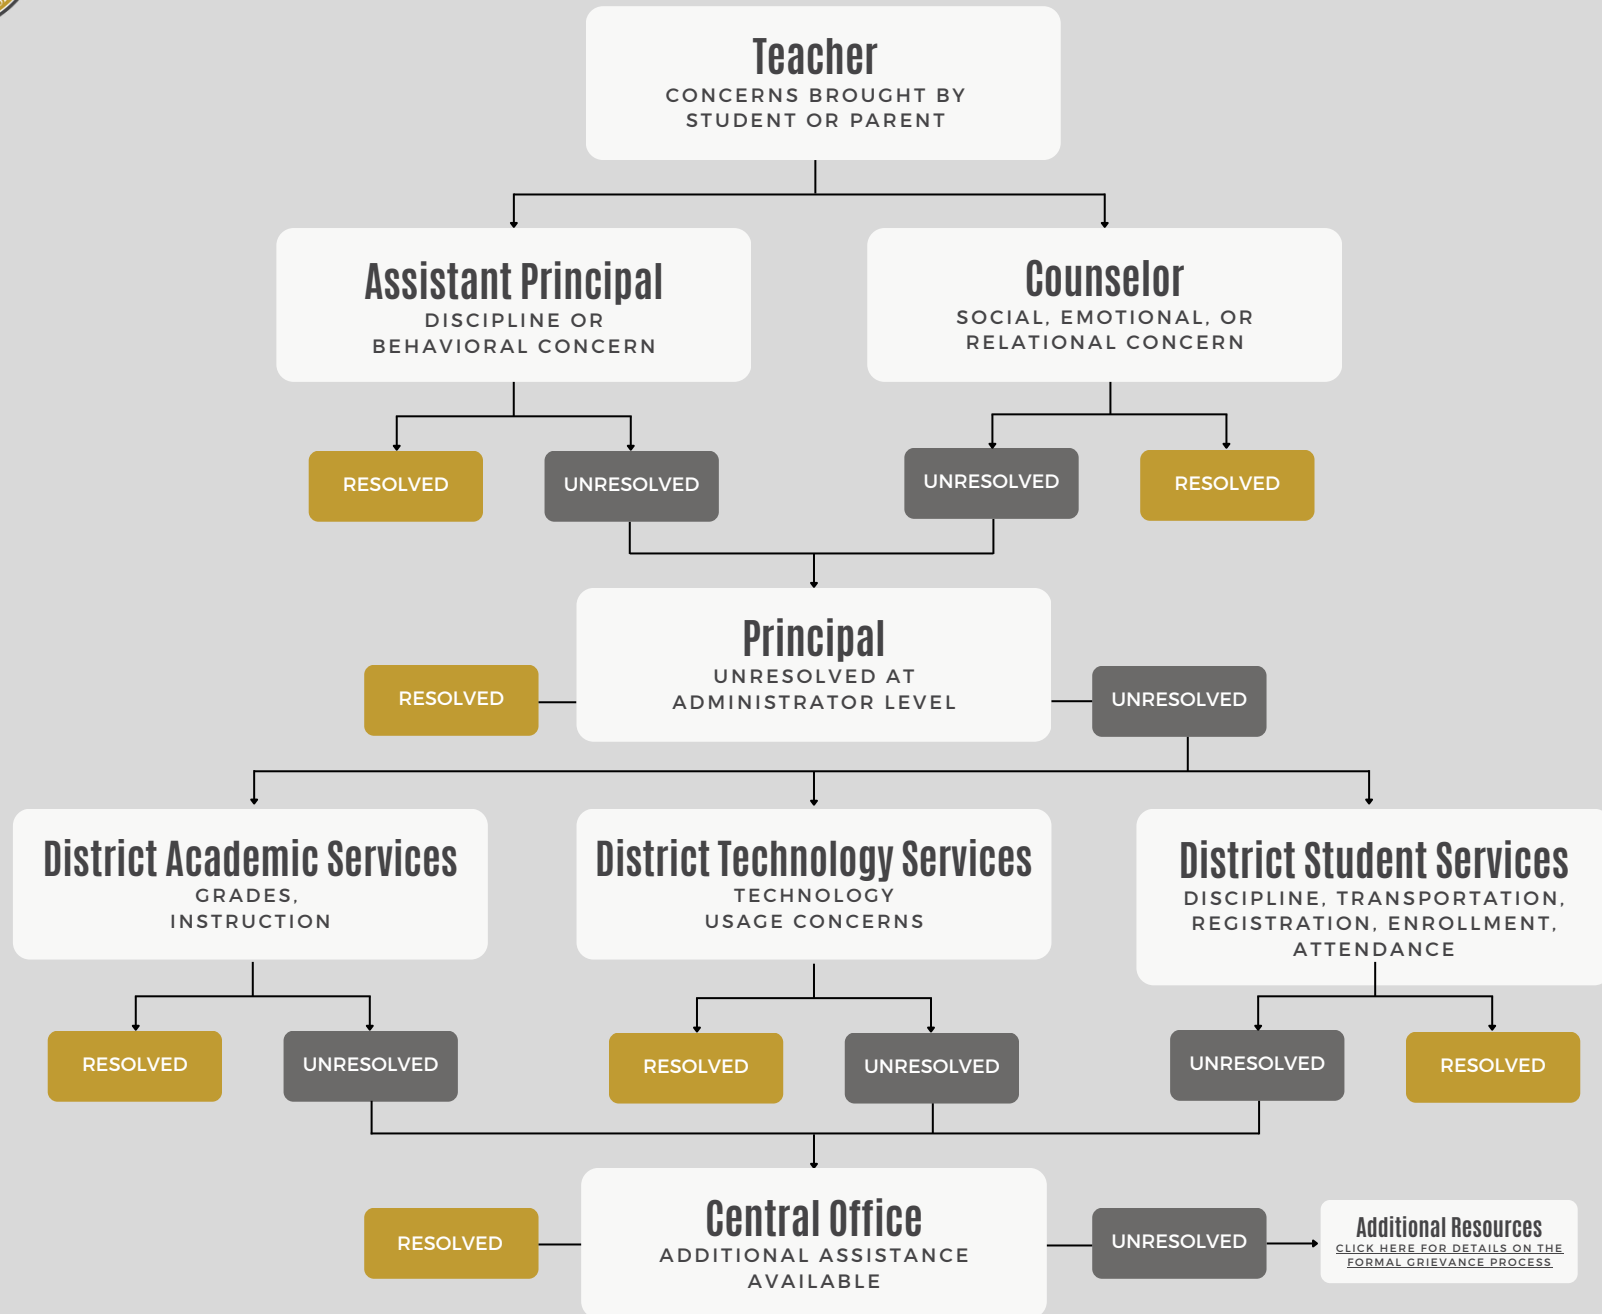 Teacher
CONCERNS BROUGHT BY
STUDENT OR PARENT
Assistant Principal
DISCIPLINE OR
BEHAVIORAL CONCERN
Counselor
SOCIAL, EMOTIONAL, OR
RELATIONAL CONCERN
RESOLVED
UNRESOLVED
UNRESOLVED
RESOLVED
Principal
UNRESOLVED AT
ADMINISTRATOR LEVEL
RESOLVED
UNRESOLVED
District Academic Services
GRADES,
INSTRUCTION
District Technology Services
TECHNOLOGY
USAGE CONCERNS
District Student Services
DISCIPLINE, TRANSPORTATION,
REGISTRATION, ENROLLMENT,
ATTENDANCE
RESOLVED
UNRESOLVED
RESOLVED
UNRESOLVED
UNRESOLVED
RESOLVED
Central Office
ADDITIONAL ASSISTANCE
AVAILABLE
RESOLVED
UNRESOLVED
Additional Resources
CLICK HERE FOR DETAILS ON THE
FORMAL GRIEVANCE PROCESS